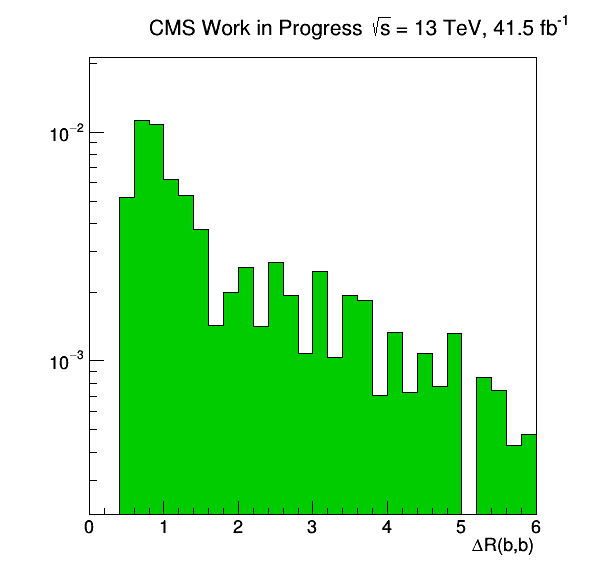 CMS Work in Progress √s = 13 TeV, 41.5 fb⁻¹
10⁻²
10⁻³
0 1 2 3 4 5 6
ΔR(b,b)